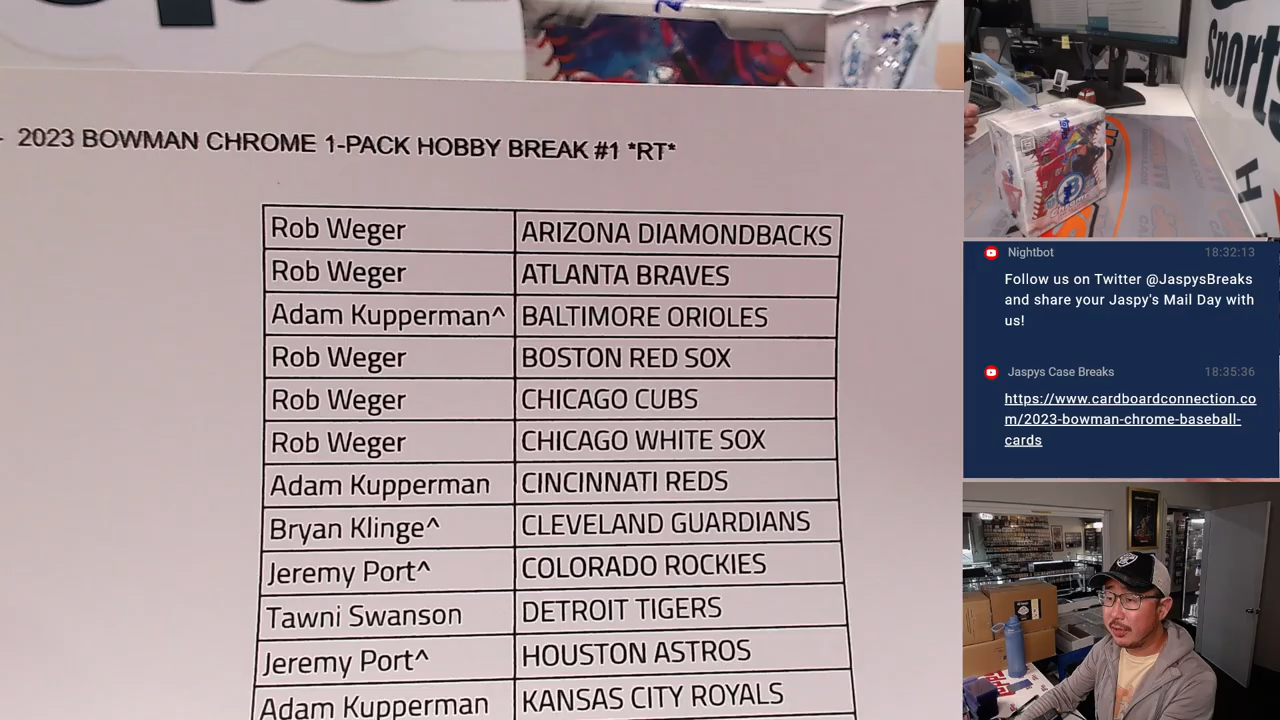 2023 BOWMAN CHROME 1-PACK HOBBY BREAK #1 *RT*
Rob Weger ARIZONA DIAMONDBACKS
Rob Weger ATLANTA BRAVES
Adam Kupperman^ BALTIMORE ORIOLES
Rob Weger BOSTON RED SOX
Rob Weger CHICAGO CUBS
Rob Weger CHICAGO WHITE SOX
Adam Kupperman CINCINNATI REDS
Bryan Klinge^ CLEVELAND GUARDIANS
Jeremy Port^ COLORADO ROCKIES
Tawni Swanson DETROIT TIGERS
Jeremy Port^ HOUSTON ASTROS
Adam Kupperman KANSAS CITY ROYALS
Sports
H
Nightbot 18:32:13
Follow us on Twitter @JaspysBreaks
and share your Jaspy's Mail Day with
us!
Jaspys Case Breaks 18:35:36
https://www.cardboardconnection.co
m/2023-bowman-chrome-baseball-
cards